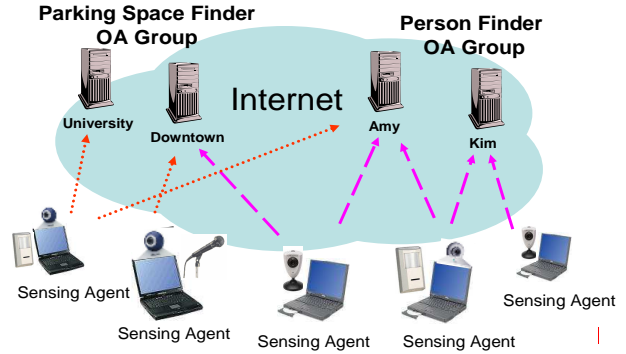 Parking Space Finder
OA Group
Person Finder
OA Group
Internet
University
Downtown
Amy
Kim
Sensing Agent
Sensing Agent
Sensing Agent
Sensing Agent
Sensing Agent